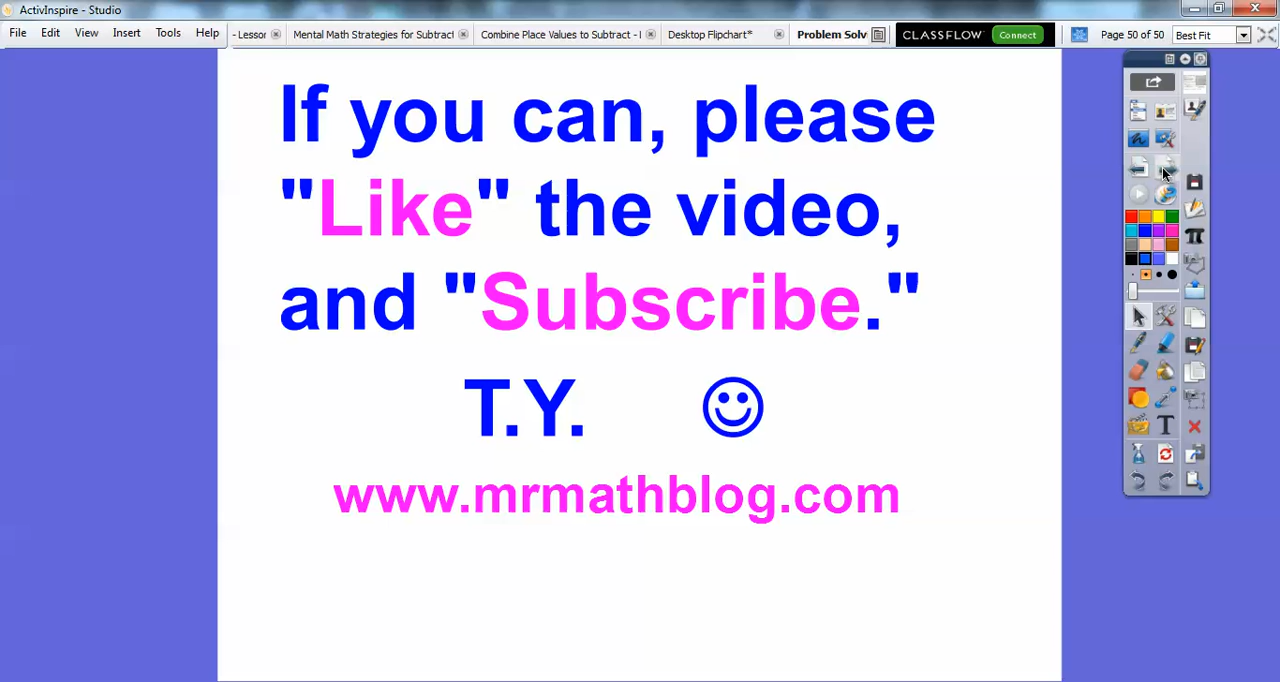 ActivInspire - Studio
File Edit View Insert Tools Help
- Lesson Mental Math Strategies for Subtract Combine Place Values to Subtract - Desktop Flipchart* Problem Solv CLASSFLOW Connect Page 50 of 50 Best Fit
If you can, please
"Like" the video,
and "Subscribe."
T.Y. ☺
www.mrmathblog.com